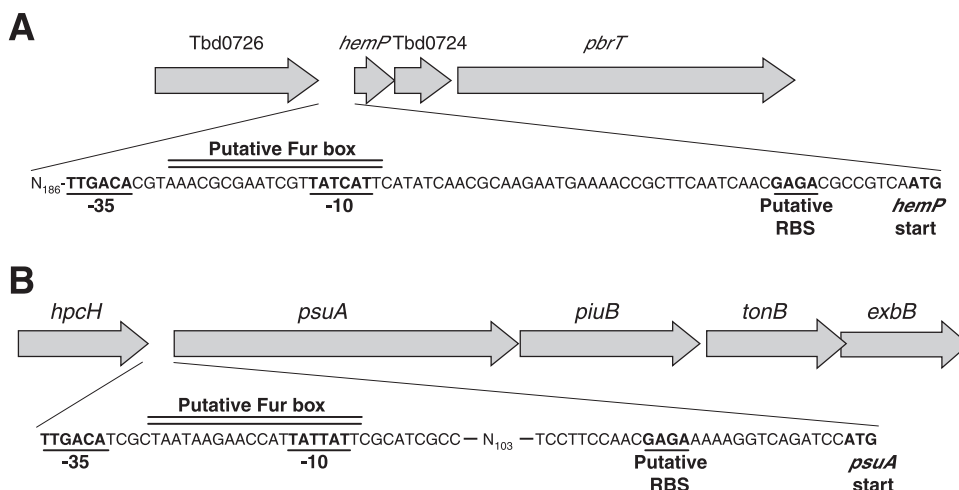 A
Tbd0726 hemP Tbd0724 pbrT
Putative Fur box
N186-TTGACACGTAAACGCGAATCGTTATCATTCATATCAACGCAAGAATGAAAACCGCTTCAATCAACGAGACGCCGTCAATG
-35 -10 Putative hemP
RBS start
B
hpcH psuA piuB tonB exbB
Putative Fur box
TTGACATCGCTAATAAGAACCATTATTATTCGCATCGCC — N103 — TCCTTCCAACGAGAAAAAGGTCAGATCCATG
-35 -10 Putative psuA
RBS start